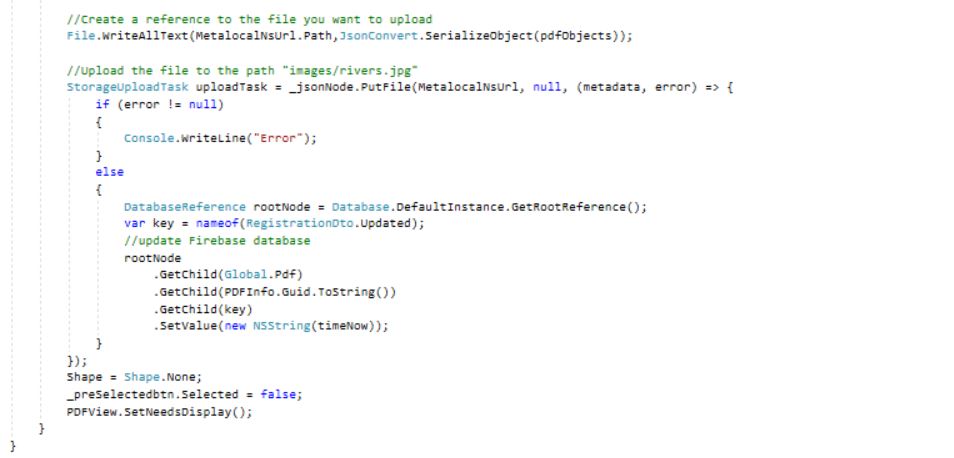 //Create a reference to the file you want to upload
File.WriteAllText(MetalocalNsUrl.Path,JsonConvert.SerializeObject(pdfObjects));
//Upload the file to the path "images/rivers.jpg"
StorageUploadTask uploadTask = _jsonNode.PutFile(MetalocalNsUrl, null, (metadata, error) => {
if (error != null)
{
Console.WriteLine("Error");
}
else
{
DatabaseReference rootNode = Database.DefaultInstance.GetRootReference();
var key = nameof(RegistrationDto.Updated);
//update Firebase database
rootNode
.GetChild(Global.Pdf)
.GetChild(PDFInfo.Guid.ToString())
.GetChild(key)
.SetValue(new NSString(timeNow));
}
});
Shape = Shape.None;
_preSelectedbtn.Selected = false;
PDFView.SetNeedsDisplay();
}
}